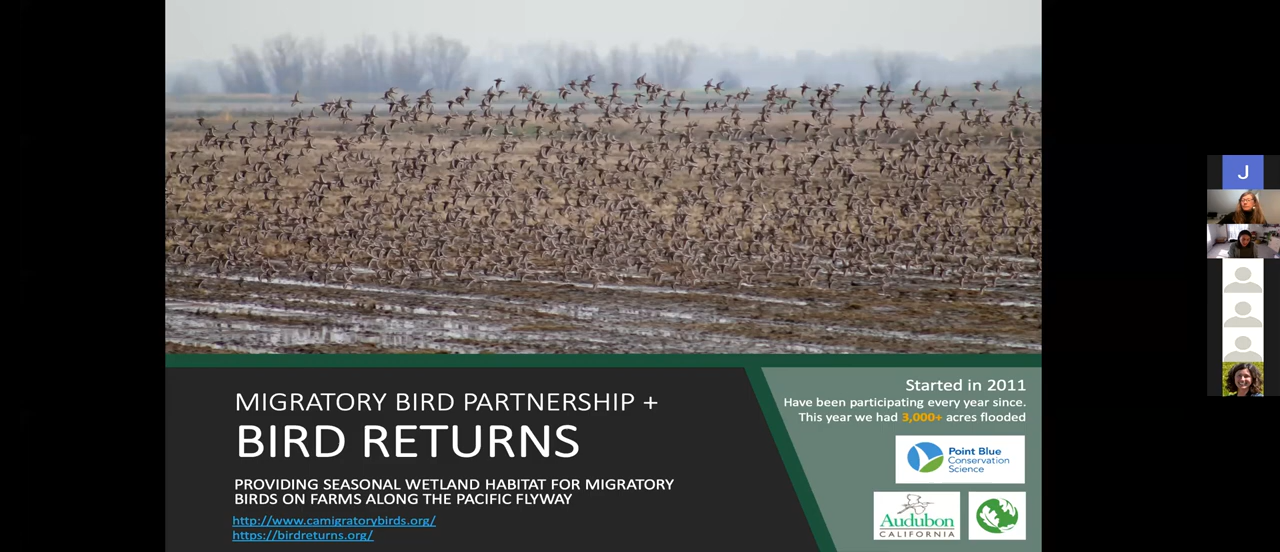 MIGRATORY BIRD PARTNERSHIP +
BIRD RETURNS
PROVIDING SEASONAL WETLAND HABITAT FOR MIGRATORY
BIRDS ON FARMS ALONG THE PACIFIC FLYWAY
http://www.camigratorybirds.org/
https://birdreturns.org/
Started in 2011
Have been participating every year since.
This year we had 3,000+ acres flooded
Point Blue
Conservation
Science
Audubon
CALIFORNIA
J